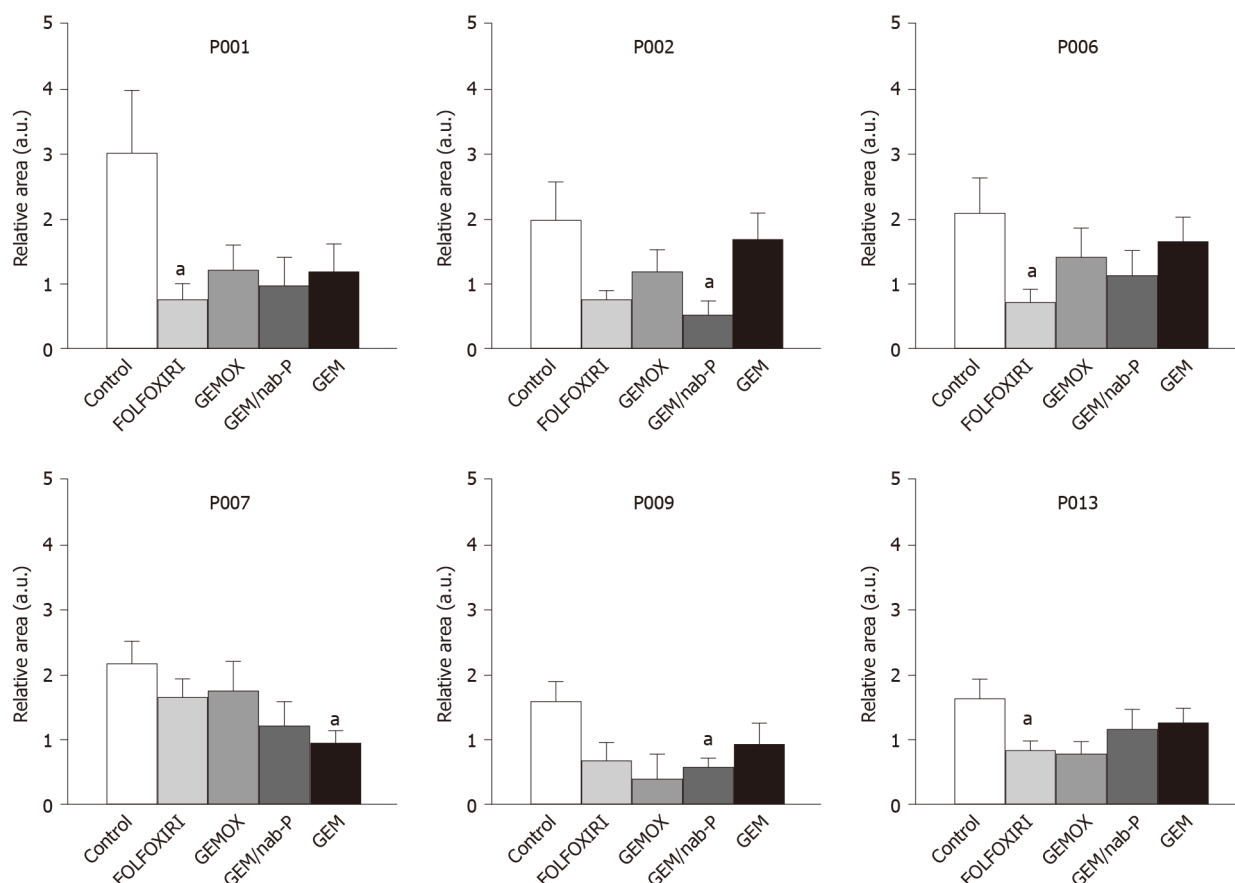 P001
Relative area (a.u.)
5
4
3
2
1
0
a
Control
FOLFOXIRI
GEMOX
GEM/nab-P
GEM
P002
Relative area (a.u.)
5
4
3
2
1
0
a
Control
FOLFOXIRI
GEMOX
GEM/nab-P
GEM
P006
Relative area (a.u.)
5
4
3
2
1
0
a
Control
FOLFOXIRI
GEMOX
GEM/nab-P
GEM
P007
Relative area (a.u.)
5
4
3
2
1
0
a
Control
FOLFOXIRI
GEMOX
GEM/nab-P
GEM
P009
Relative area (a.u.)
5
4
3
2
1
0
a
Control
FOLFOXIRI
GEMOX
GEM/nab-P
GEM
P013
Relative area (a.u.)
5
4
3
2
1
0
a
Control
FOLFOXIRI
GEMOX
GEM/nab-P
GEM